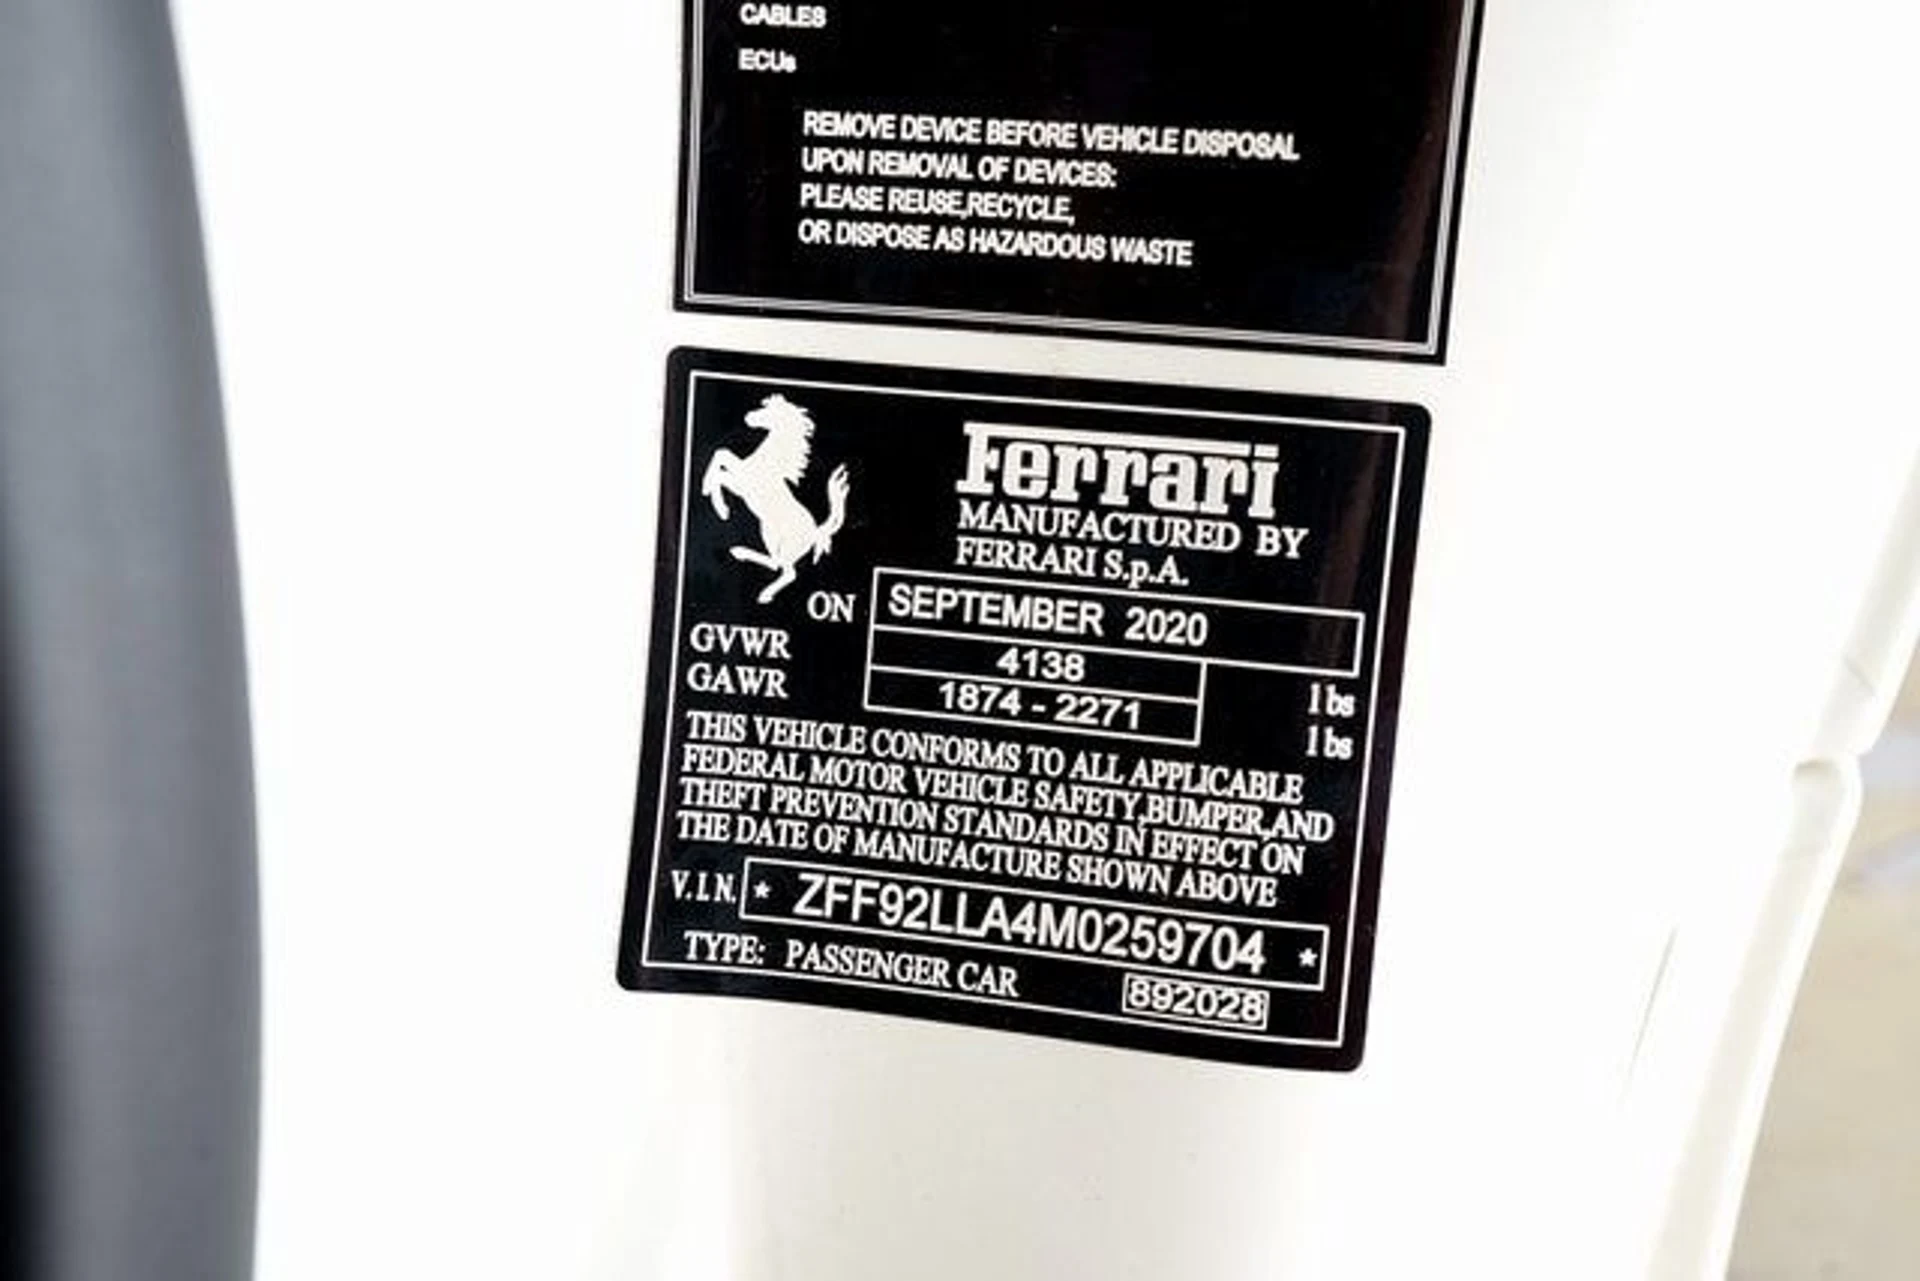 CABLES
ECUs
REMOVE DEVICE BEFORE VEHICLE DISPOSAL
UPON REMOVAL OF DEVICES:
PLEASE REUSE,RECYCLE,
OR DISPOSE AS HAZARDOUS WASTE
Ferrari
MANUFACTURED BY
FERRARI S.p.A.
ON SEPTEMBER 2020
GVWR 4138 lbs
GAWR 1874 - 2271 lbs
THIS VEHICLE CONFORMS TO ALL APPLICABLE
FEDERAL MOTOR VEHICLE SAFETY,BUMPER,AND
THEFT PREVENTION STANDARDS IN EFFECT ON
THE DATE OF MANUFACTURE SHOWN ABOVE
V.I.N. * ZFF92LLA4M0259704 *
TYPE: PASSENGER CAR 892028